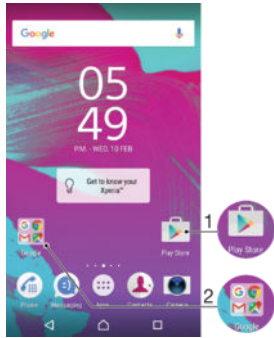 Google
05
49
P.M. - WED, 10 FEB
Get to know your
Xperia™
1
Play Store
Google
Play Store
2
Google
Phone
Messaging
Apps
Contacts
Camera